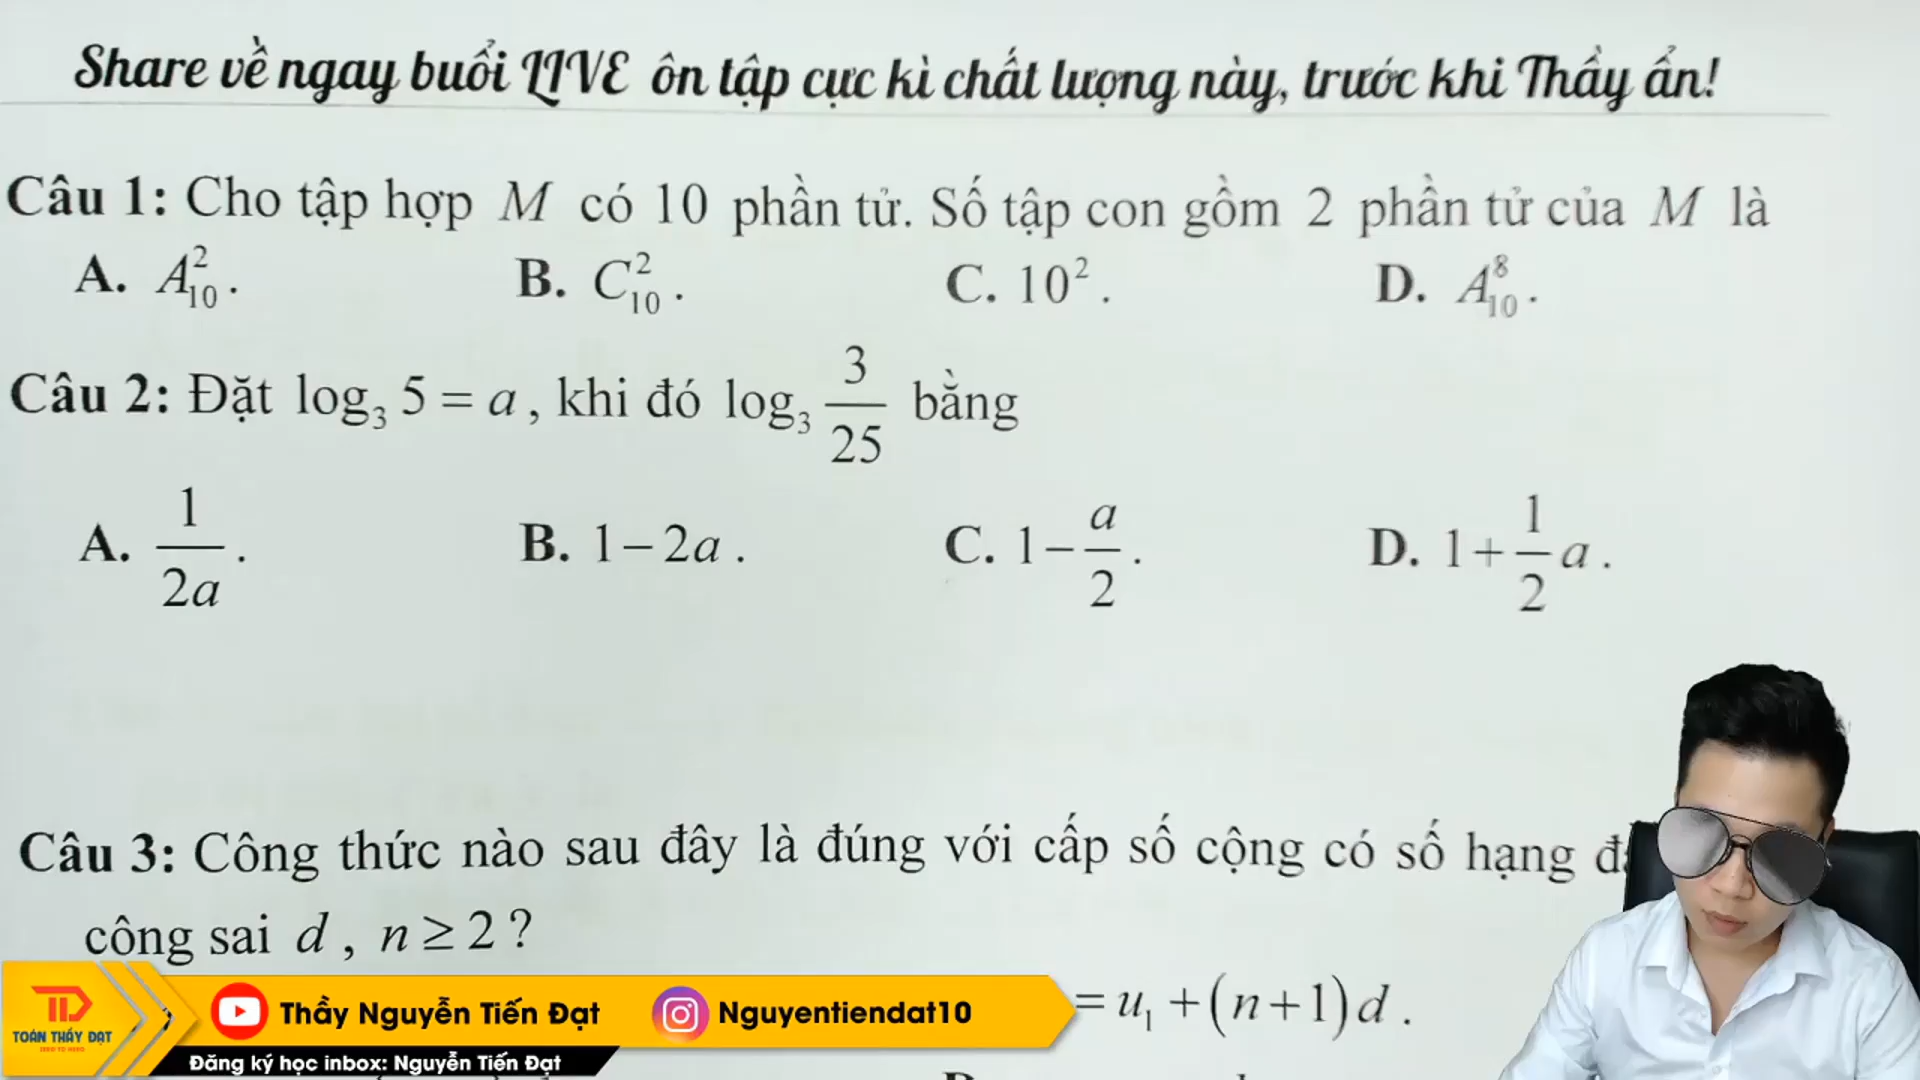 Share về ngay buổi LIVE ôn tập cực kì chất lượng này, trước khi Thầy ẩn!
Câu 1: Cho tập hợp M có 10 phần tử. Số tập con gồm 2 phần tử của M là
A. A₁₀². B. C₁₀². C. 10². D. A₁₀⁸.
Câu 2: Đặt log₃ 5 = a, khi đó log₃ 3/25 bằng
A. 1/2a. B. 1 − 2a. C. 1 − a/2. D. 1 + 1/2 a.
Câu 3: Công thức nào sau đây là đúng với cấp số cộng có số hạng
công sai d, n ≥ 2?
= u₁ + (n + 1)d.
TOÁN THẦY ĐẠT
Thầy Nguyễn Tiến Đạt
Nguyentiendat10
Đăng ký học inbox: Nguyễn Tiến Đạt